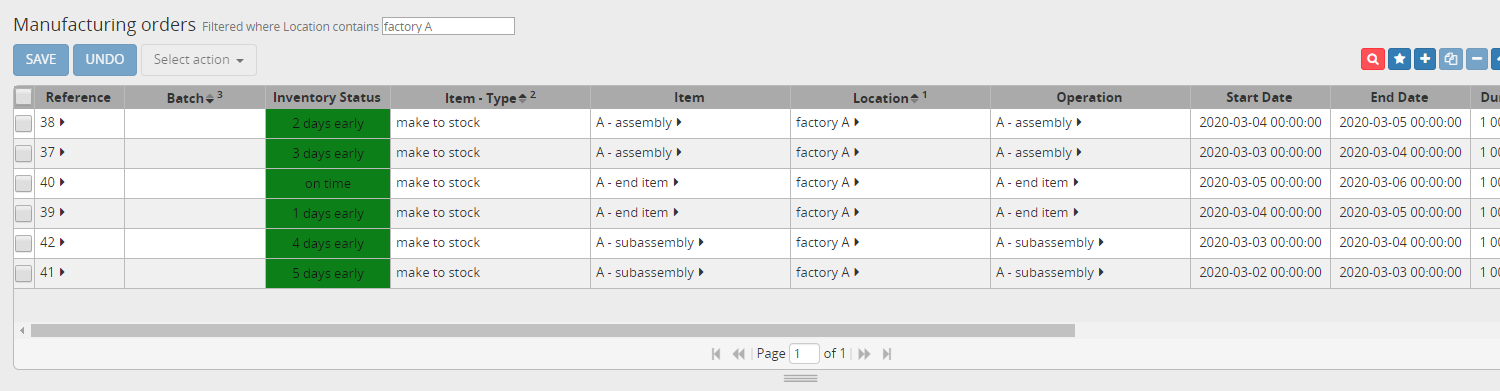 Manufacturing orders Filtered where Location contains factory A
SAVE UNDO Select action
Reference Batch 3 Inventory Status Item - Type 2 Item Location 1 Operation Start Date End Date Du
38 2 days early make to stock A - assembly factory A A - assembly 2020-03-04 00:00:00 2020-03-05 00:00:00 1 00
37 3 days early make to stock A - assembly factory A A - assembly 2020-03-03 00:00:00 2020-03-04 00:00:00 1 00
40 on time make to stock A - end item factory A A - end item 2020-03-05 00:00:00 2020-03-06 00:00:00 1 00
39 1 days early make to stock A - end item factory A A - end item 2020-03-04 00:00:00 2020-03-05 00:00:00 1 00
42 4 days early make to stock A - subassembly factory A A - subassembly 2020-03-03 00:00:00 2020-03-04 00:00:00 1 00
41 5 days early make to stock A - subassembly factory A A - subassembly 2020-03-02 00:00:00 2020-03-03 00:00:00 1 00
Page 1 of 1